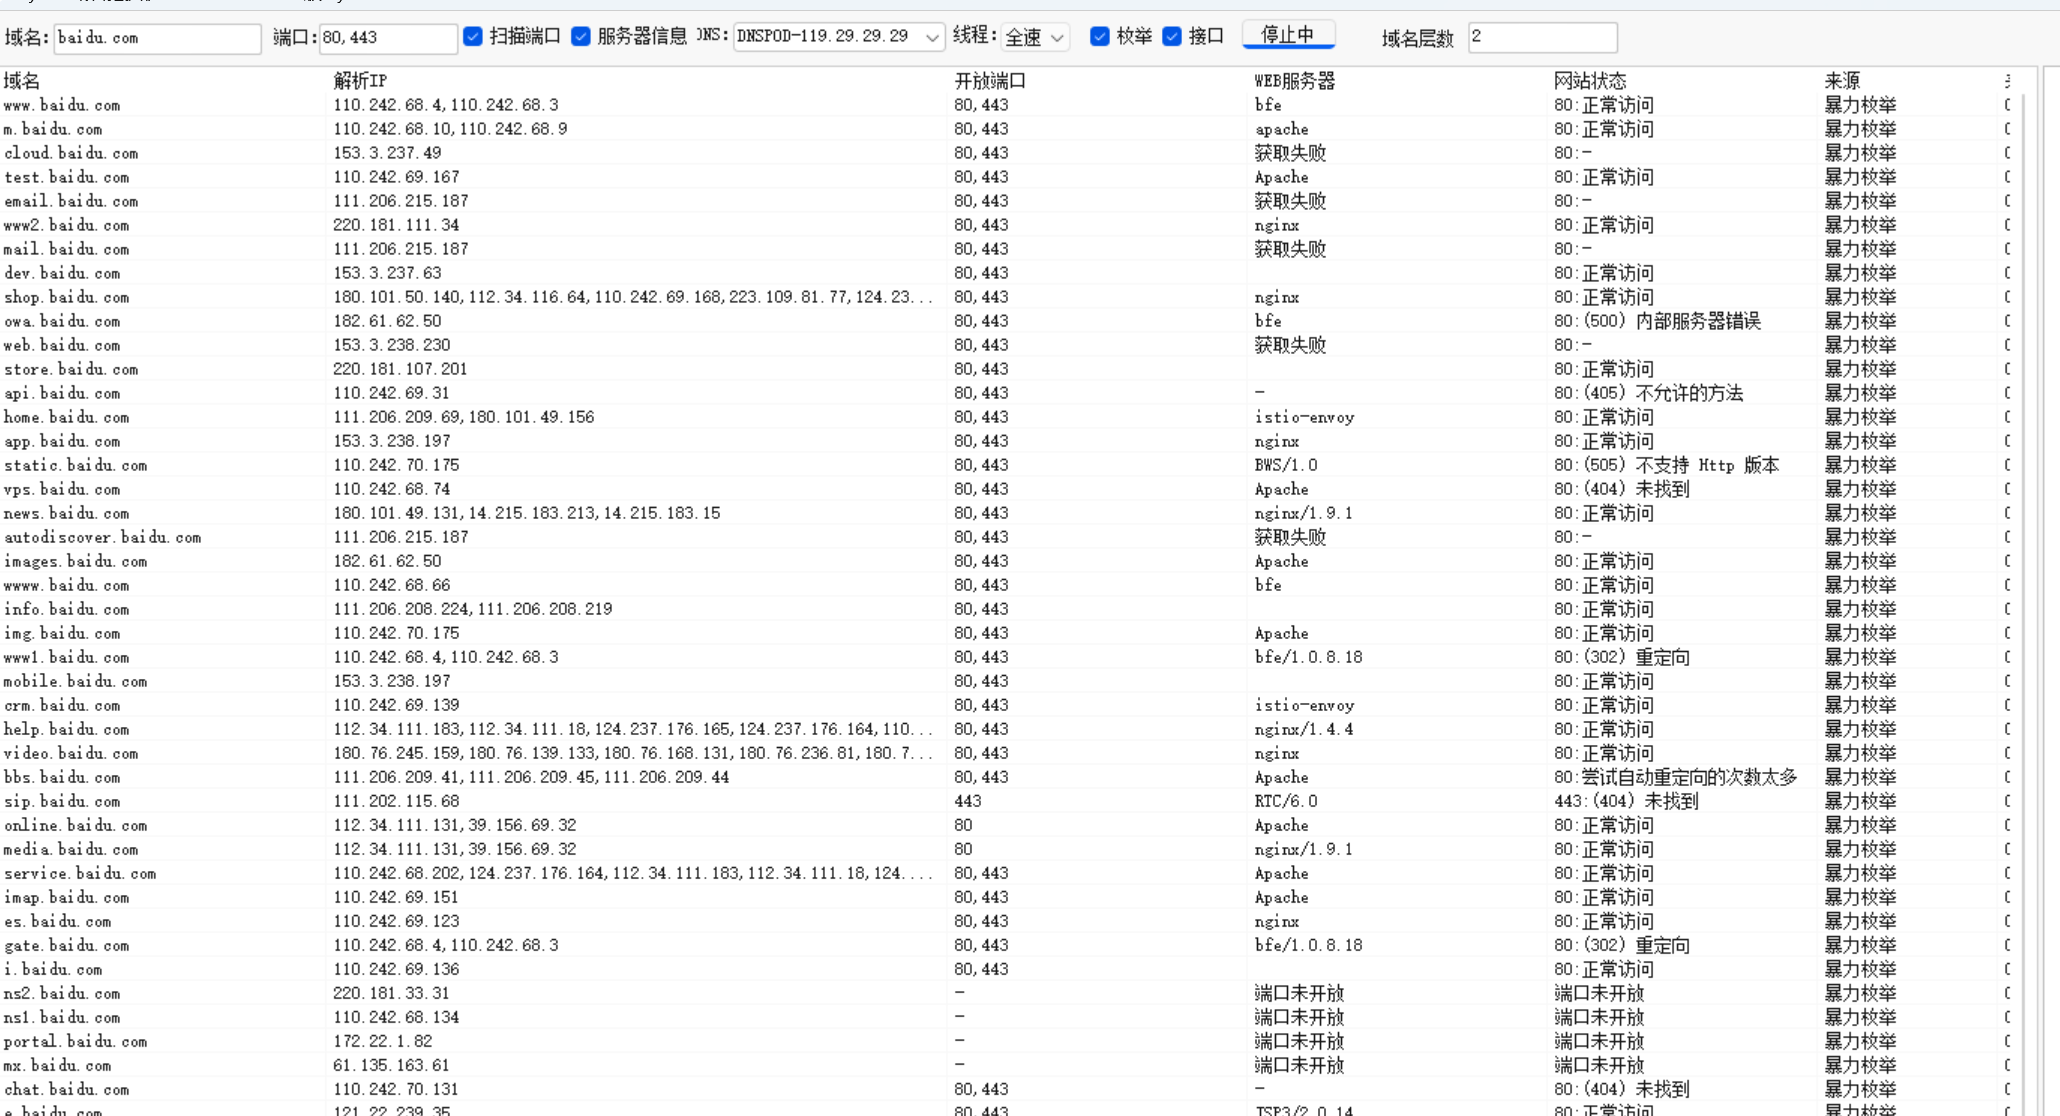 域名: baidu.com 端口: 80,443 扫描端口 服务器信息 DNS: DNSPOD-119.29.29.29 线程: 全速 枚举 接口 停止中 域名层数 2
域名 解析IP 开放端口 WEB服务器 网站状态 来源
www.baidu.com 110.242.68.4,110.242.68.3 80,443 bfe 80:正常访问 暴力枚举
m.baidu.com 110.242.68.10,110.242.68.9 80,443 apache 80:正常访问 暴力枚举
cloud.baidu.com 153.3.237.49 80,443 获取失败 80:- 暴力枚举
test.baidu.com 110.242.69.167 80,443 Apache 80:正常访问 暴力枚举
email.baidu.com 111.206.215.187 80,443 获取失败 80:- 暴力枚举
www2.baidu.com 220.181.111.34 80,443 nginx 80:正常访问 暴力枚举
mail.baidu.com 111.206.215.187 80,443 获取失败 80:- 暴力枚举
dev.baidu.com 153.3.237.63 80,443 80:正常访问 暴力枚举
shop.baidu.com 180.101.50.140,112.34.116.64,110.242.69.168,223.109.81.77,124.23... 80,443 nginx 80:正常访问 暴力枚举
owa.baidu.com 182.61.62.50 80,443 bfe 80:(500) 内部服务器错误 暴力枚举
web.baidu.com 153.3.238.230 80,443 获取失败 80:- 暴力枚举
store.baidu.com 220.181.107.201 80,443 80:正常访问 暴力枚举
api.baidu.com 110.242.69.31 80,443 - 80:(405) 不允许的方法 暴力枚举
home.baidu.com 111.206.209.69,180.101.49.156 80,443 istio-envoy 80:正常访问 暴力枚举
app.baidu.com 153.3.238.197 80,443 nginx 80:正常访问 暴力枚举
static.baidu.com 110.242.70.175 80,443 BWS/1.0 80:(505) 不支持 Http 版本 暴力枚举
vps.baidu.com 110.242.68.74 80,443 Apache 80:(404) 未找到 暴力枚举
news.baidu.com 180.101.49.131,14.215.183.213,14.215.183.15 80,443 nginx/1.9.1 80:正常访问 暴力枚举
autodiscover.baidu.com 111.206.215.187 80,443 获取失败 80:- 暴力枚举
images.baidu.com 182.61.62.50 80,443 Apache 80:正常访问 暴力枚举
wwww.baidu.com 110.242.68.66 80,443 bfe 80:正常访问 暴力枚举
info.baidu.com 111.206.208.224,111.206.208.219 80,443 80:正常访问 暴力枚举
img.baidu.com 110.242.70.175 80,443 Apache 80:正常访问 暴力枚举
www1.baidu.com 110.242.68.4,110.242.68.3 80,443 bfe/1.0.8.18 80:(302) 重定向 暴力枚举
mobile.baidu.com 153.3.238.197 80,443 80:正常访问 暴力枚举
crm.baidu.com 110.242.69.139 80,443 istio-envoy 80:正常访问 暴力枚举
help.baidu.com 112.34.111.183,112.34.111.18,124.237.176.165,124.237.176.164,110... 80,443 nginx/1.4.4 80:正常访问 暴力枚举
video.baidu.com 180.76.245.159,180.76.139.133,180.76.168.131,180.76.236.81,180.7... 80,443 nginx 80:正常访问 暴力枚举
bbs.baidu.com 111.206.209.41,111.206.209.45,111.206.209.44 80,443 Apache 80:尝试自动重定向的次数太多 暴力枚举
sip.baidu.com 111.202.115.68 443 RTC/6.0 443:(404) 未找到 暴力枚举
online.baidu.com 112.34.111.131,39.156.69.32 80 Apache 80:正常访问 暴力枚举
media.baidu.com 112.34.111.131,39.156.69.32 80 nginx/1.9.1 80:正常访问 暴力枚举
service.baidu.com 110.242.68.202,124.237.176.164,112.34.111.183,112.34.111.18,124.... 80,443 Apache 80:正常访问 暴力枚举
imap.baidu.com 110.242.69.151 80,443 Apache 80:正常访问 暴力枚举
es.baidu.com 110.242.69.123 80,443 nginx 80:正常访问 暴力枚举
gate.baidu.com 110.242.68.4,110.242.68.3 80,443 bfe/1.0.8.18 80:(302) 重定向 暴力枚举
i.baidu.com 110.242.69.136 80,443 80:正常访问 暴力枚举
ns2.baidu.com 220.181.33.31 - 端口未开放 端口未开放 暴力枚举
ns1.baidu.com 110.242.68.134 - 端口未开放 端口未开放 暴力枚举
portal.baidu.com 172.22.1.82 - 端口未开放 端口未开放 暴力枚举
mx.baidu.com 61.135.163.61 - 端口未开放 端口未开放 暴力枚举
chat.baidu.com 110.242.70.131 80,443 - 80:(404) 未找到 暴力枚举
e.baidu.com 121.22.239.35 80,443 JSP3/2.0.14 80:正常访问 暴力枚举